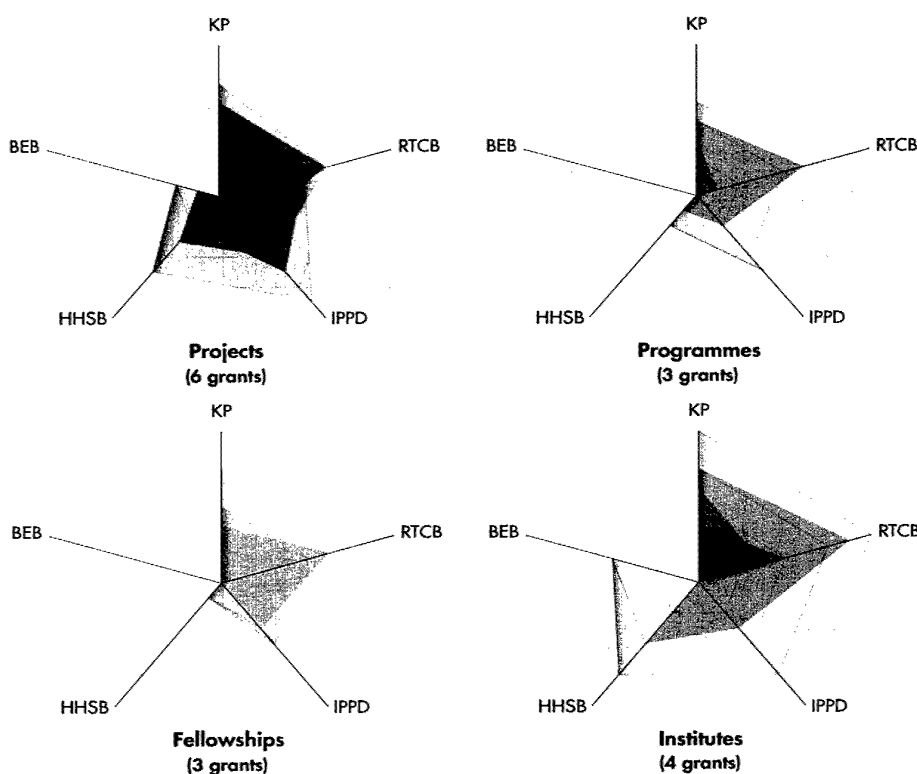 KP
BEB
RTCB
HHSB
IPPD
Projects
(6 grants)
KP
BEB
RTCB
HHSB
IPPD
Programmes
(3 grants)
KP
BEB
RTCB
HHSB
IPPD
Fellowships
(3 grants)
KP
BEB
RTCB
HHSB
IPPD
Institutes
(4 grants)